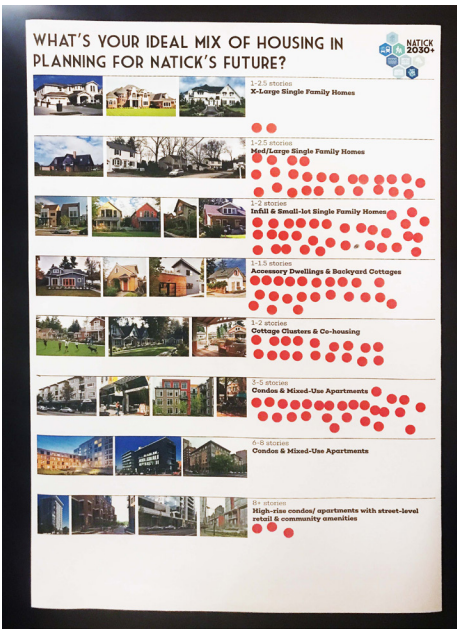 WHAT'S YOUR IDEAL MIX OF HOUSING IN
PLANNING FOR NATICK'S FUTURE?
NATICK
2030+
1-2.5 stories
X-Large Single Family Homes
1-2.5 stories
Med/Large Single Family Homes
1-2 stories
Infill & Small-lot Single Family Homes
1-1.5 stories
Accessory Dwellings & Backyard Cottages
1-2 stories
Cottage Clusters & Co-housing
3-5 stories
Condos & Mixed-Use Apartments
6-8 stories
Condos & Mixed-Use Apartments
8+ stories
High-rise condos/ apartments with street-level
retail & community amenities